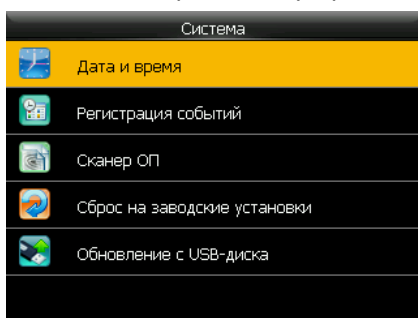 Система
Дата и время
Регистрация событий
Сканер ОП
Сброс на заводские установки
Обновление с USB-диска